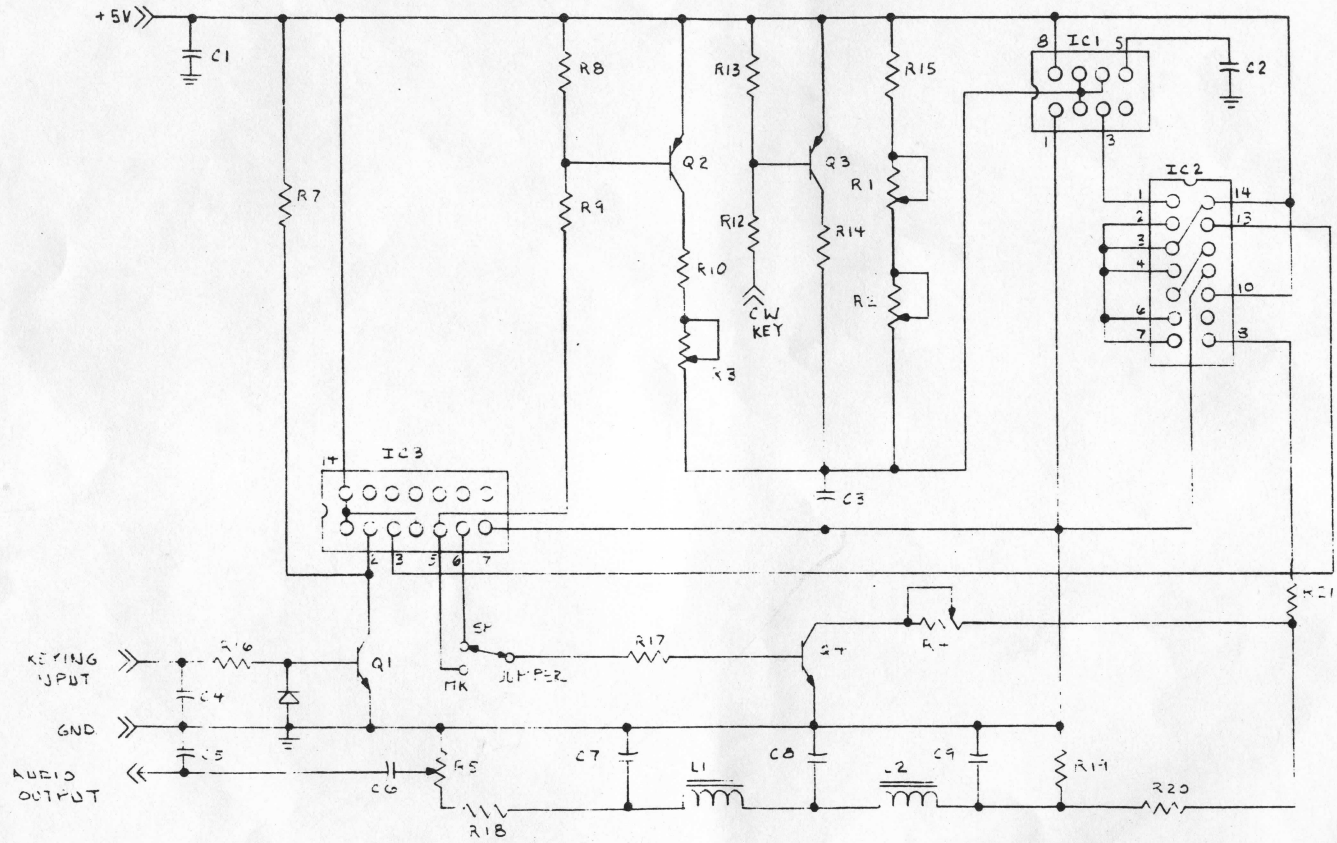 +5V
C1
R7
R8
R9
Q2
R10
R3
R13
R12
CW
KEY
Q3
R14
R15
R1
R2
C3
8 IC1 5
C2
1 3
IC2
1 14
2 13
3
4
10
6
7 8
14 IC3
2 3 5 6 7
R21
KEYING
INPUT
R16
C4
Q1
MK
JUMPER
R17
Q4
R4
GND
C5
AUDIO
OUTPUT
C6
R5
R18
C7
L1
C8
L2
C9
R19
R20